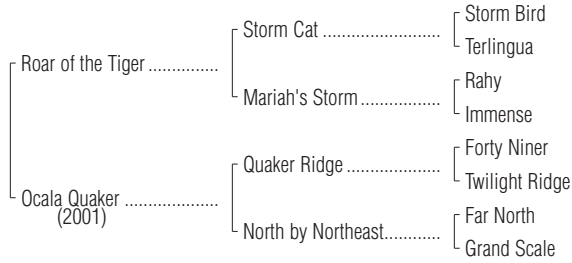 Storm Bird
Storm Cat ........................
Terlingua
Roar of the Tiger ..............
Rahy
Mariah's Storm ................
Immense
Forty Niner
Quaker Ridge ...................
Twilight Ridge
Ocala Quaker ...................
(2001)
Far North
North by Northeast...........
Grand Scale